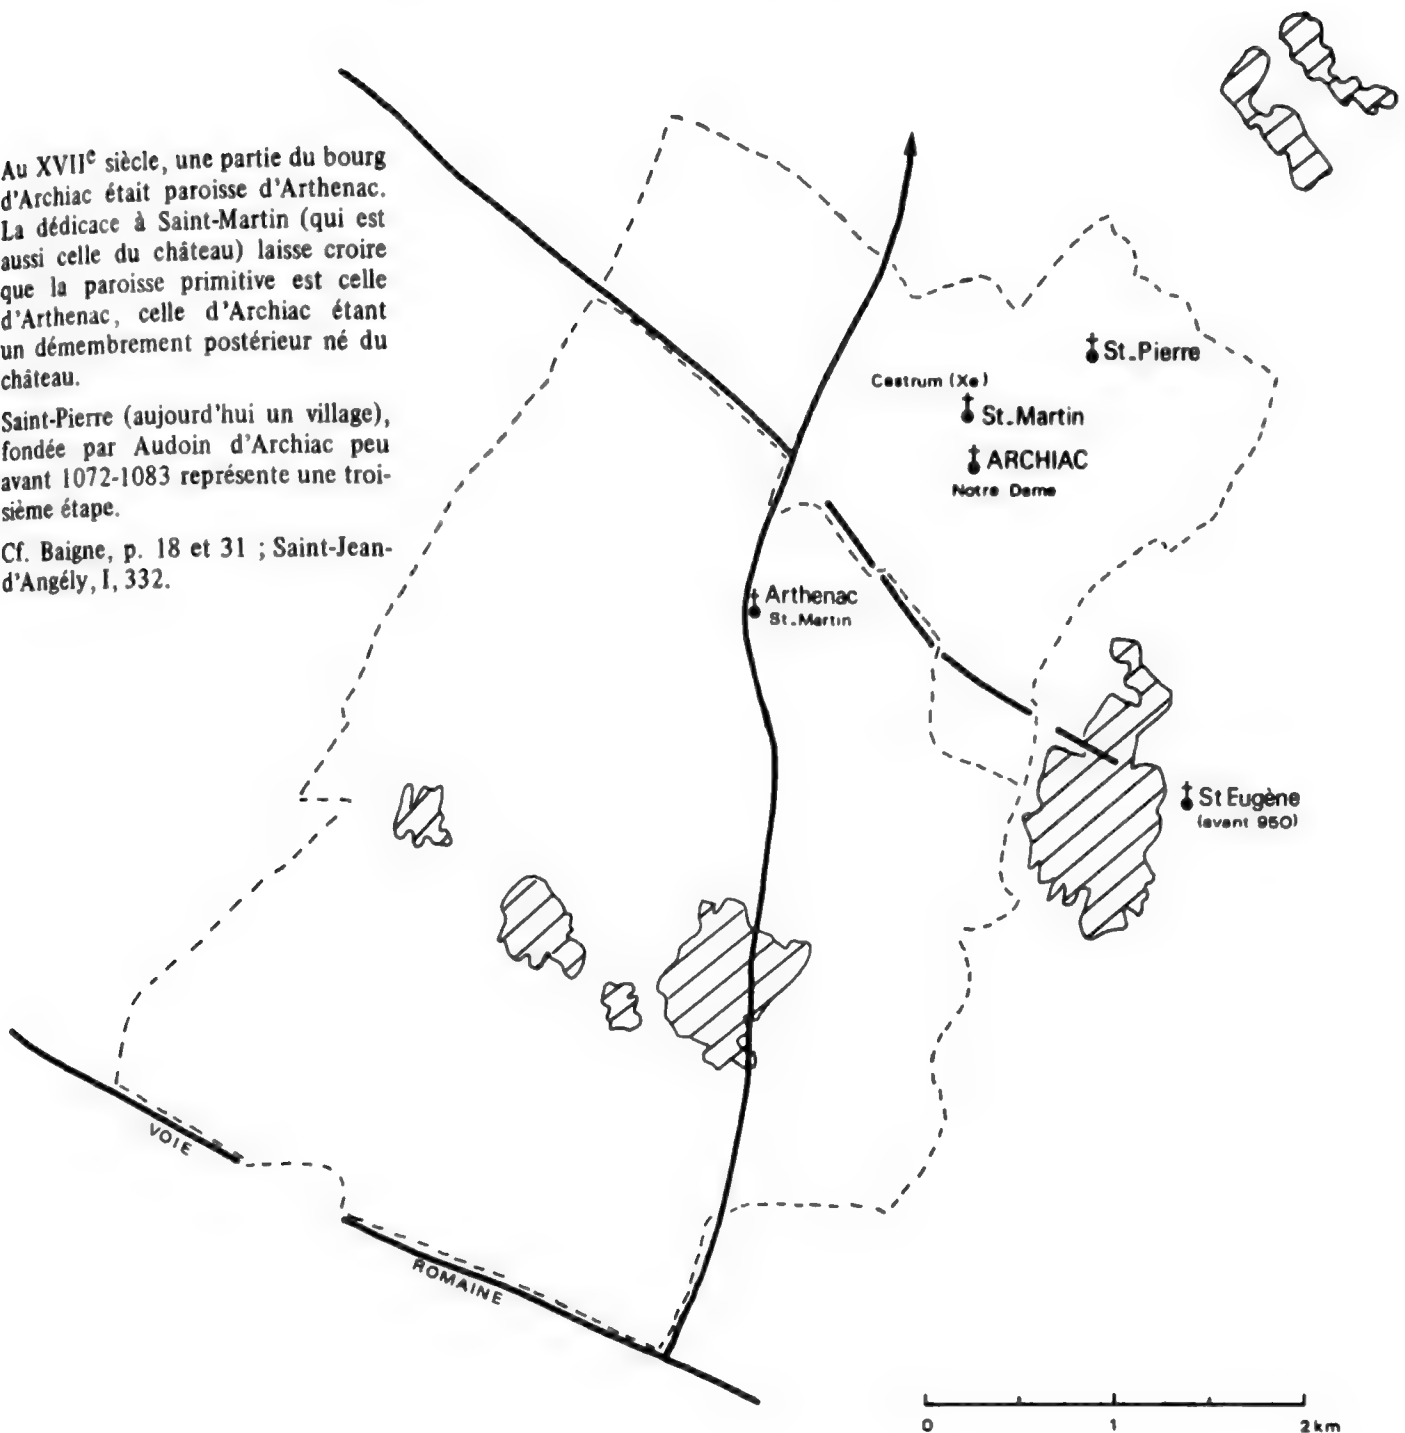 Au XVIIe siècle, une partie du bourg
d'Archiac était paroisse d'Arthenac.
La dédicace à Saint-Martin (qui est
aussi celle du château) laisse croire
que la paroisse primitive est celle
d'Arthenac, celle d'Archiac étant
un démembrement postérieur né du
château.
Saint-Pierre (aujourd'hui un village),
fondée par Audoin d'Archiac peu
avant 1072-1083 représente une troi-
sième étape.
Cf. Baigne, p. 18 et 31 ; Saint-Jean-
d'Angély, I, 332.
St.Pierre
Castrum (Xe)
St.Martin
ARCHIAC
Notre Dame
Arthenac
St.Martin
St Eugène
(avant 950)
VOIE
ROMAINE
0 1 2 km